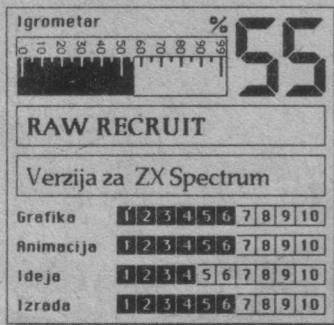 Igrometar % 55
0 10 20 30 40 50 60 70 80 90 99
RAW RECRUIT
Verzija za ZX Spectrum
Grafika 1 2 3 4 5 6 7 8 9 10
Animacija 1 2 3 4 5 6 7 8 9 10
Ideja 1 2 3 4 5 6 7 8 9 10
Izrada 1 2 3 4 5 6 7 8 9 10